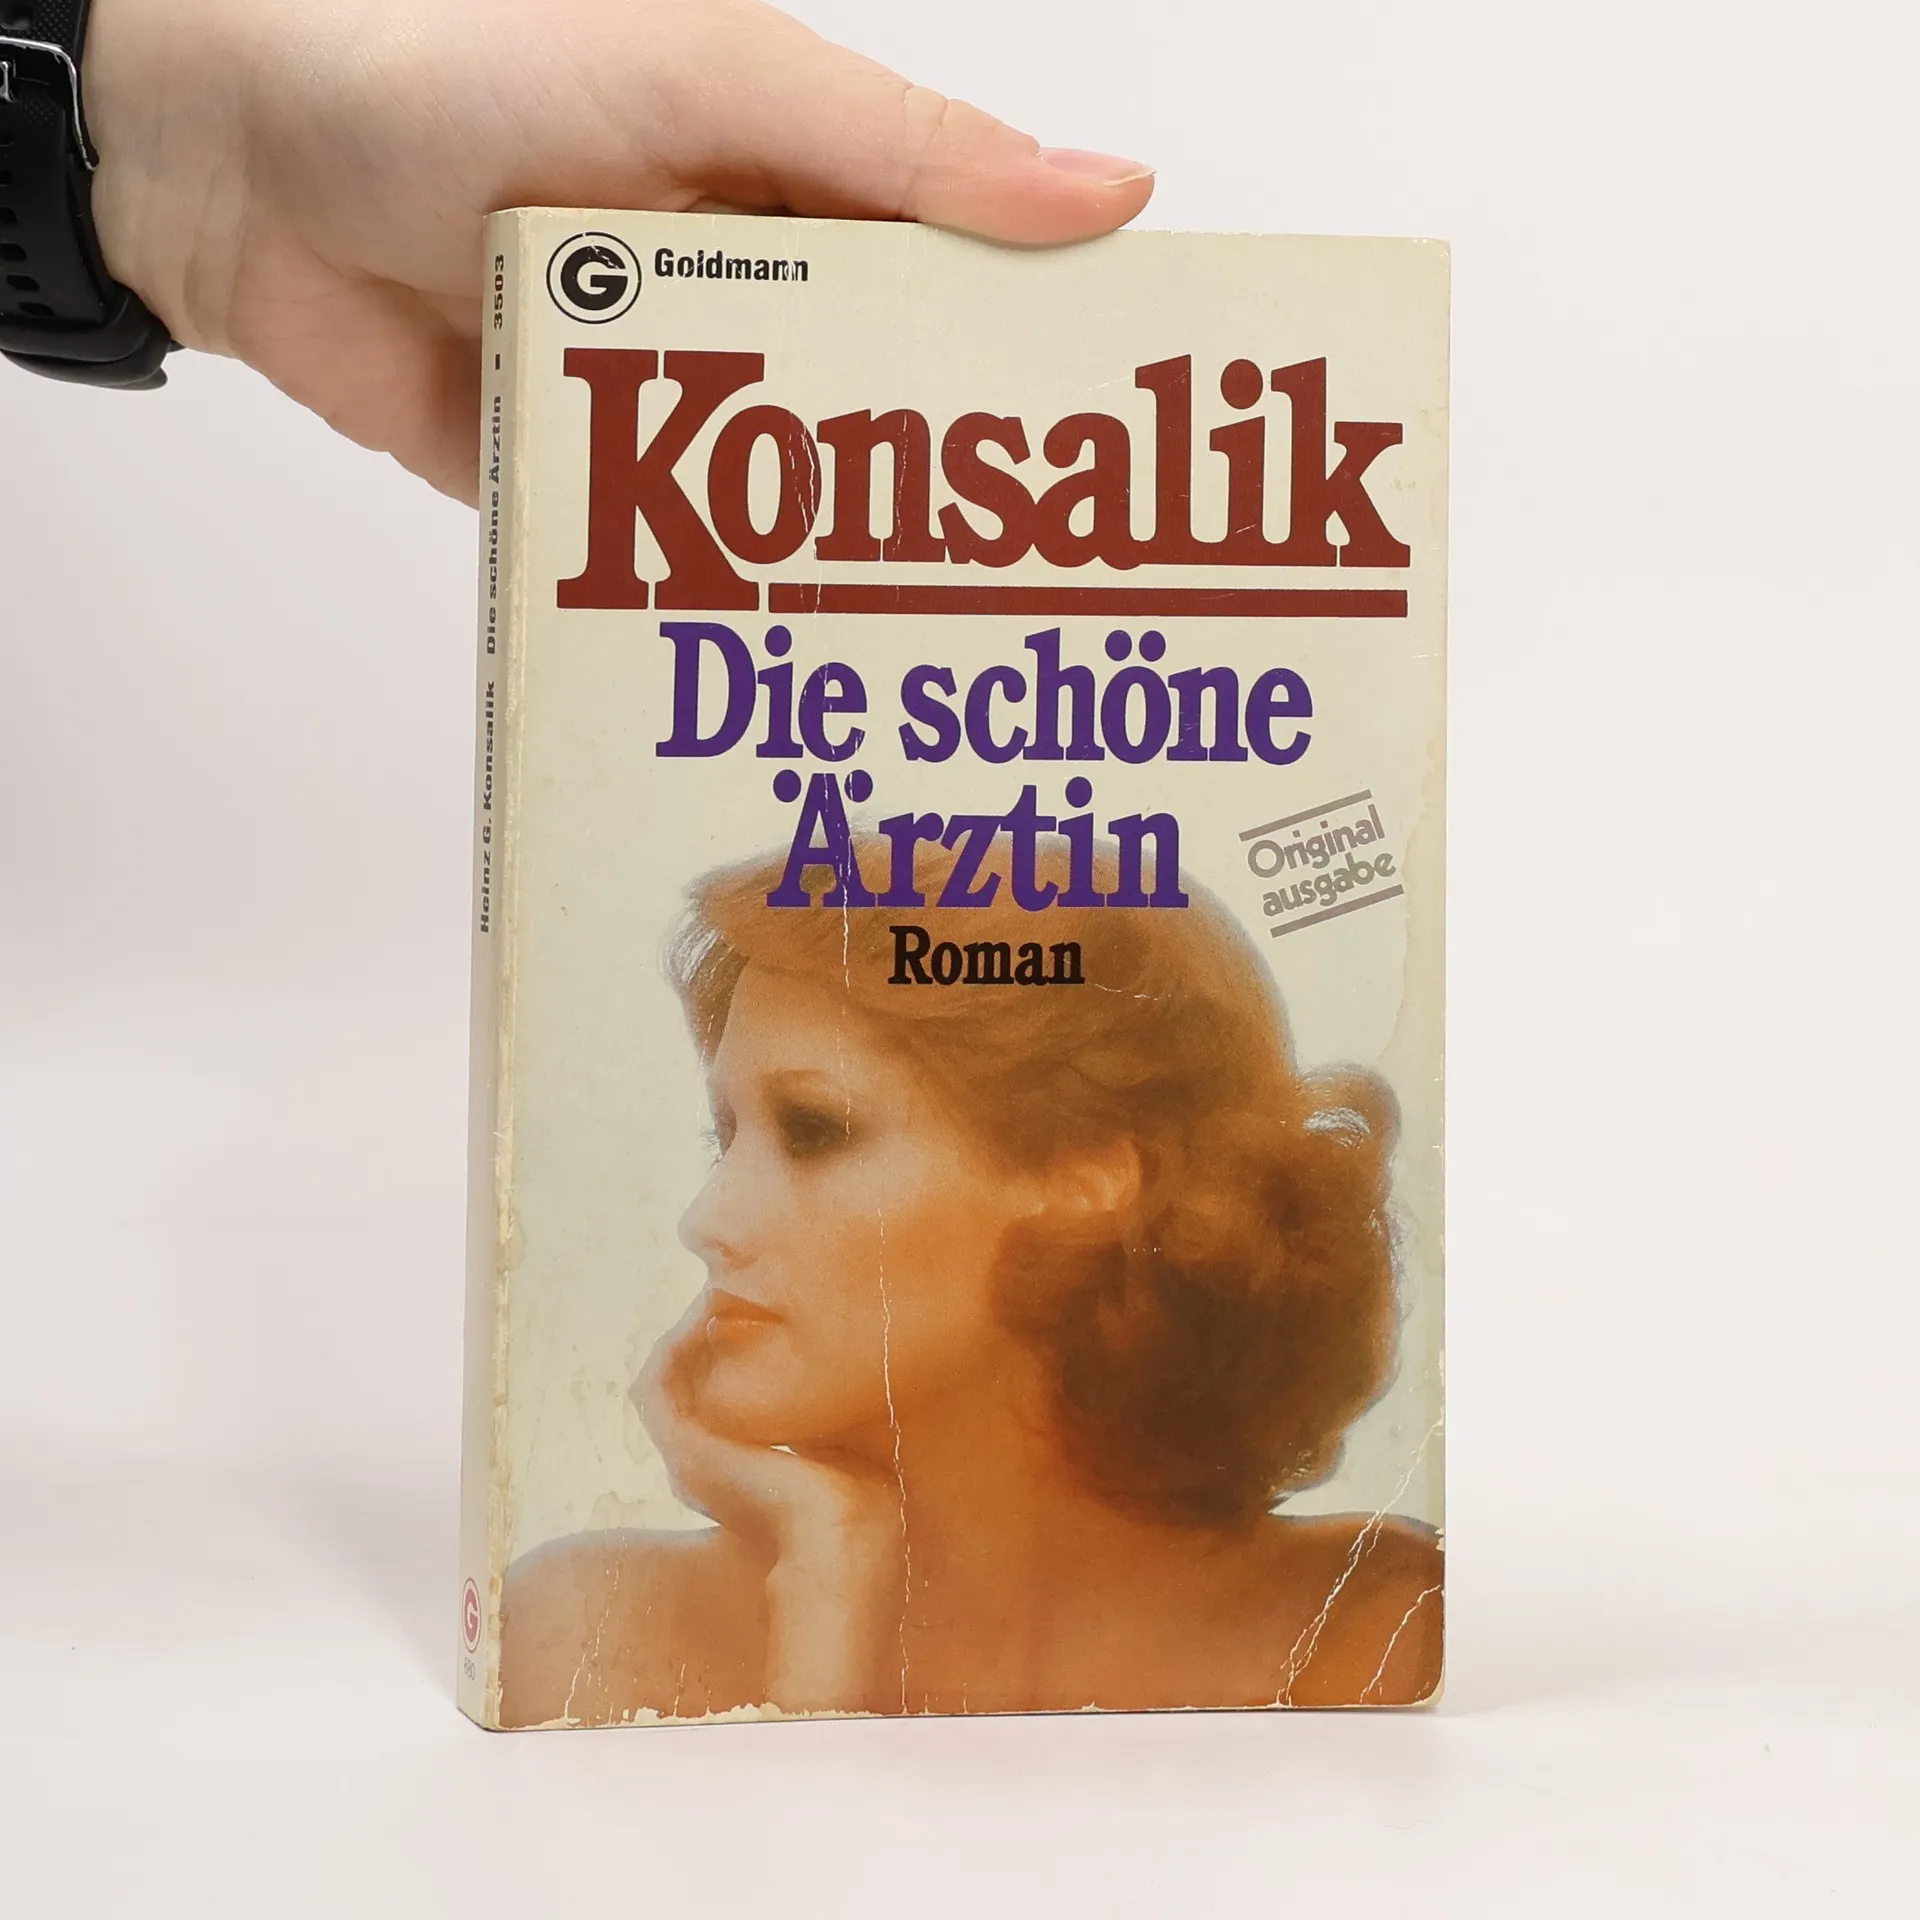 G Goldmann
Konsalik
Die schöne
Ärztin
Roman
Original
ausgabe
Heinz G. Konsalik Die schöne Ärztin 3503
G